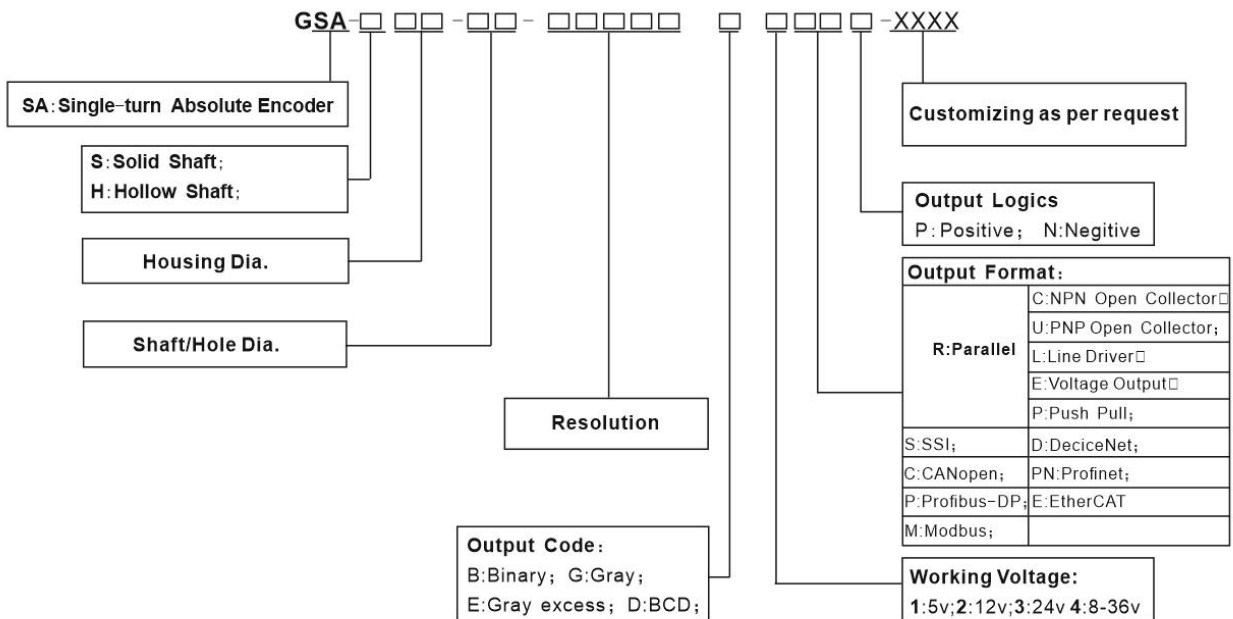 GSA-□ □□ -□□ - □□□□□ □ □□□□-XXXX
SA:Single-turn Absolute Encoder
S:Solid Shaft;
H:Hollow Shaft;
Housing Dia.
Shaft/Hole Dia.
Resolution
Output Code:
B:Binary; G:Gray;
E:Gray excess; D:BCD;
Customizing as per request
Output Logics
P:Positive; N:Negitive
Output Format:
R:Parallel
C:NPN Open Collector□
U:PNP Open Collector;
L:Line Driver□
E:Voltage Output□
P:Push Pull;
S:SSI; D:DeciceNet;
C:CANopen; PN:Profinet;
P:Profibus-DP; E:EtherCAT
M:Modbus;
Working Voltage:
1:5v;2:12v;3:24v 4:8-36v